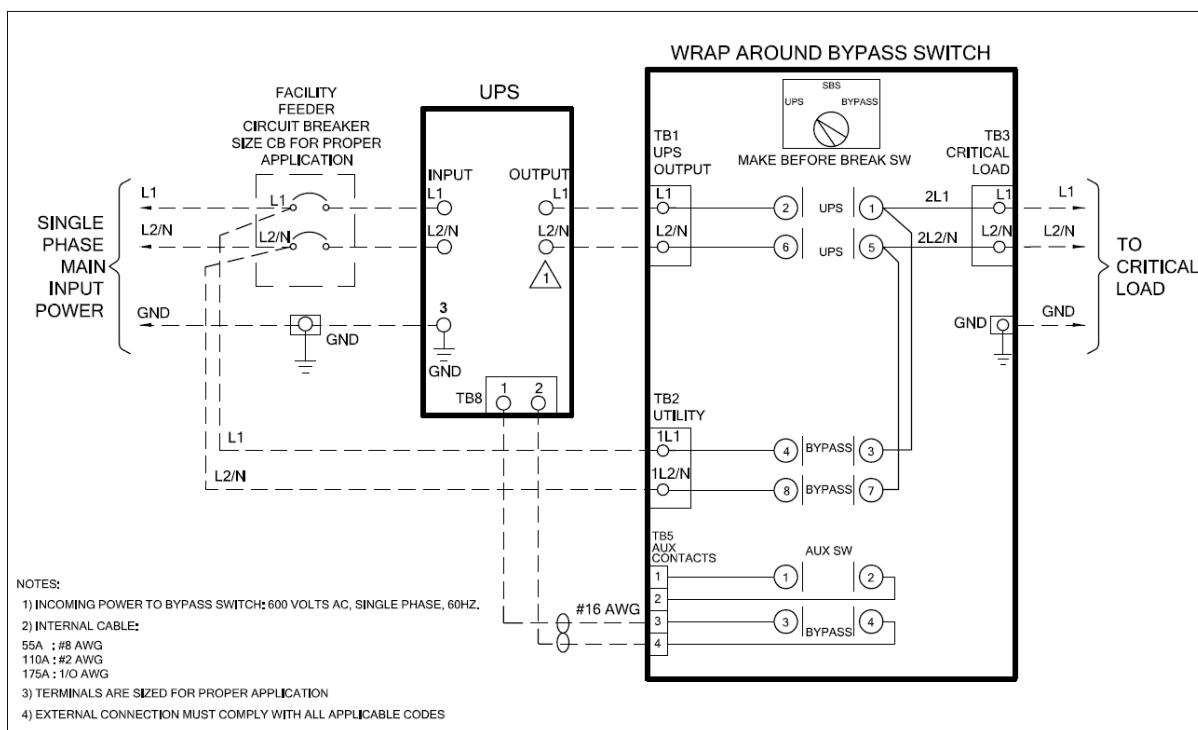 WRAP AROUND BYPASS SWITCH
SBS
UPS BYPASS
MAKE BEFORE BREAK SW
FACILITY
FEEDER
CIRCUIT BREAKER
SIZE CB FOR PROPER
APPLICATION
UPS
INPUT OUTPUT
L1 L1
L2/N L2/N
1
3
GND
TB8
1 2
L1
L2/N
GND
SINGLE
PHASE
MAIN
INPUT
POWER
L1
L2/N
GND
L1
L2/N
TB1
UPS
OUTPUT
L1
L2/N
2 UPS 1
6 UPS 5
2L1
2L2/N
TB3
CRITICAL
LOAD
L1
L2/N
GND
L1
L2/N
GND
TO
CRITICAL
LOAD
TB2
UTILITY
1L1
1L2/N
4 BYPASS 3
8 BYPASS 7
TB5
AUX
CONTACTS
1
2
3
4
AUX SW
1 2
3 BYPASS 4
#16 AWG
NOTES:
1) INCOMING POWER TO BYPASS SWITCH: 600 VOLTS AC, SINGLE PHASE, 60HZ.
2) INTERNAL CABLE:
55A : #8 AWG
110A : #2 AWG
175A : 1/O AWG
3) TERMINALS ARE SIZED FOR PROPER APPLICATION
4) EXTERNAL CONNECTION MUST COMPLY WITH ALL APPLICABLE CODES